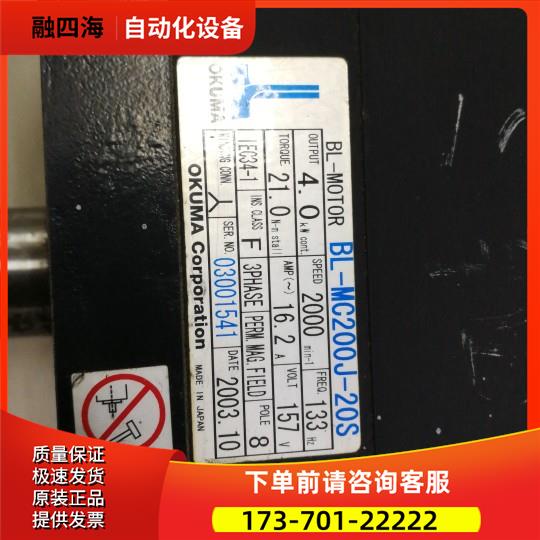 融四海
自动化设备
OKUMA
BL-MOTOR BL-MC200J-20S
OUTPUT 4.0 kW cont. SPEED 2000 min-1 FREQ. 133 Hz
TORQUE 21.0 N-m stall AMP(~) 16.2 A VOLT 157 V
IEC34-1 INS CLASS F 3PHASE PERM. MAG. FIELD POLE 8
CONN. SER. NO. 03001541 DATE 2003.10
OKUMA Corporation MADE IN JAPAN
质量保证
极速发货
原装正品
提供发票
下单前请咨询客服
173-701-22222